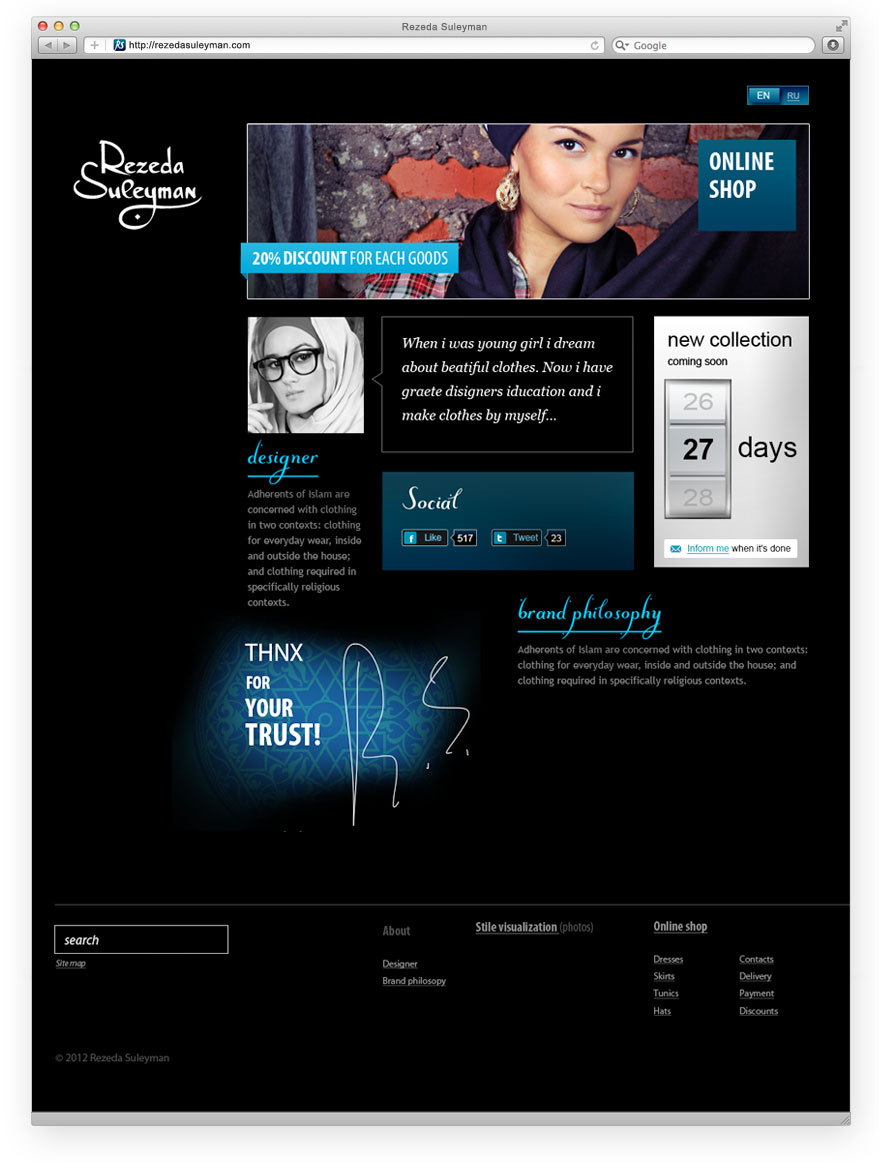 Rezeda Suleyman
RS http://rezedasuleyman.com
Google
EN RU
Rezeda
Suleyman
ONLINE
SHOP
20% DISCOUNT FOR EACH GOODS
When i was young girl i dream
about beatiful clothes. Now i have
graete disigners iducation and i
make clothes by myself...
new collection
coming soon
26
27 days
28
Inform me when it's done
designer
Adherents of Islam are
concerned with clothing
in two contexts: clothing
for everyday wear, inside
and outside the house;
and clothing required in
specifically religious
contexts.
Social
f Like 517 t Tweet 23
brand philosophy
Adherents of Islam are concerned with clothing in two contexts:
clothing for everyday wear, inside and outside the house; and
clothing required in specifically religious contexts.
THNX
FOR
YOUR
TRUST!
R.S.
search
Sitemap
About
Designer
Brand philosopy
Stile visualization (photos)
Online shop
Dresses
Skirts
Tunics
Hats
Contacts
Delivery
Payment
Discounts
© 2012 Rezeda Suleyman